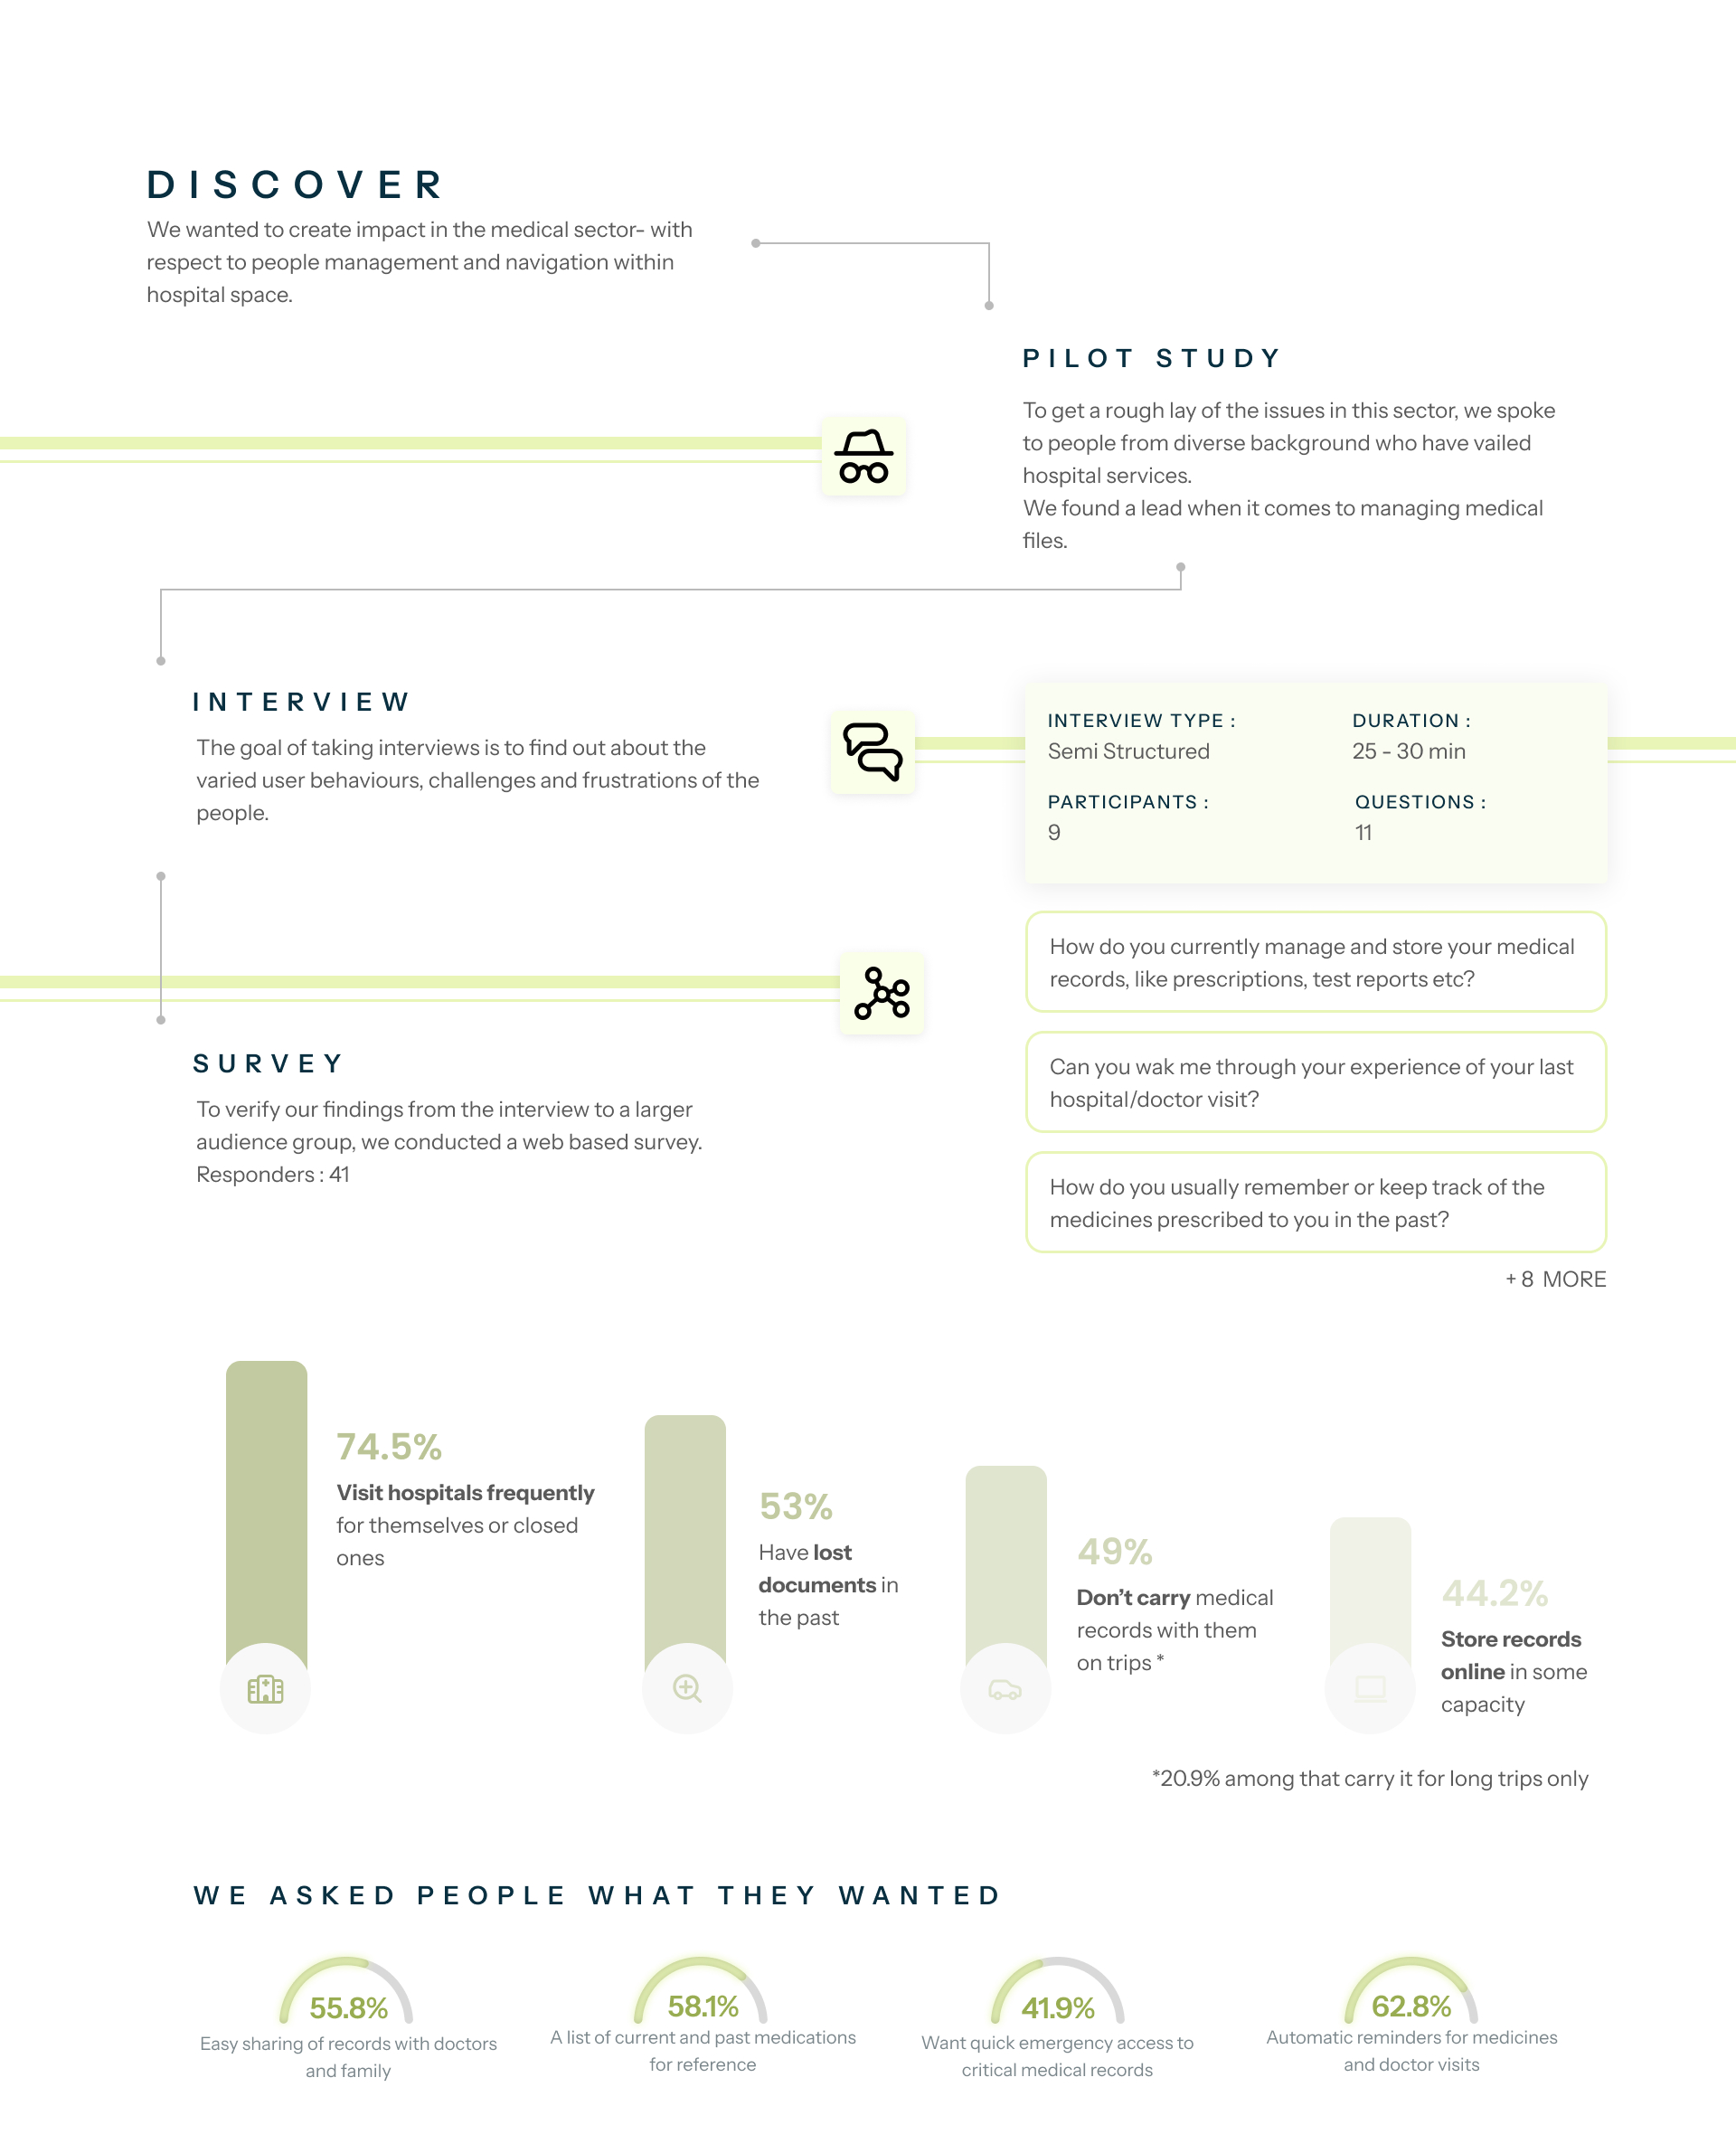 DISCOVER
We wanted to create impact in the medical sector- with
respect to people management and navigation within
hospital space.
PILOT STUDY
To get a rough lay of the issues in this sector, we spoke
to people from diverse background who have vailed
hospital services.
We found a lead when it comes to managing medical
files.
INTERVIEW
The goal of taking interviews is to find out about the
varied user behaviours, challenges and frustrations of the
people.
INTERVIEW TYPE :
Semi Structured
DURATION :
25 - 30 min
PARTICIPANTS :
9
QUESTIONS :
11
How do you currently manage and store your medical
records, like prescriptions, test reports etc?
Can you wak me through your experience of your last
hospital/doctor visit?
How do you usually remember or keep track of the
medicines prescribed to you in the past?
+ 8 MORE
SURVEY
To verify our findings from the interview to a larger
audience group, we conducted a web based survey.
Responders : 41
74.5%
Visit hospitals frequently
for themselves or closed
ones
53%
Have lost
documents in
the past
49%
Don't carry medical
records with them
on trips *
44.2%
Store records
online in some
capacity
*20.9% among that carry it for long trips only
WE ASKED PEOPLE WHAT THEY WANTED
55.8%
Easy sharing of records with doctors
and family
58.1%
A list of current and past medications
for reference
41.9%
Want quick emergency access to
critical medical records
62.8%
Automatic reminders for medicines
and doctor visits